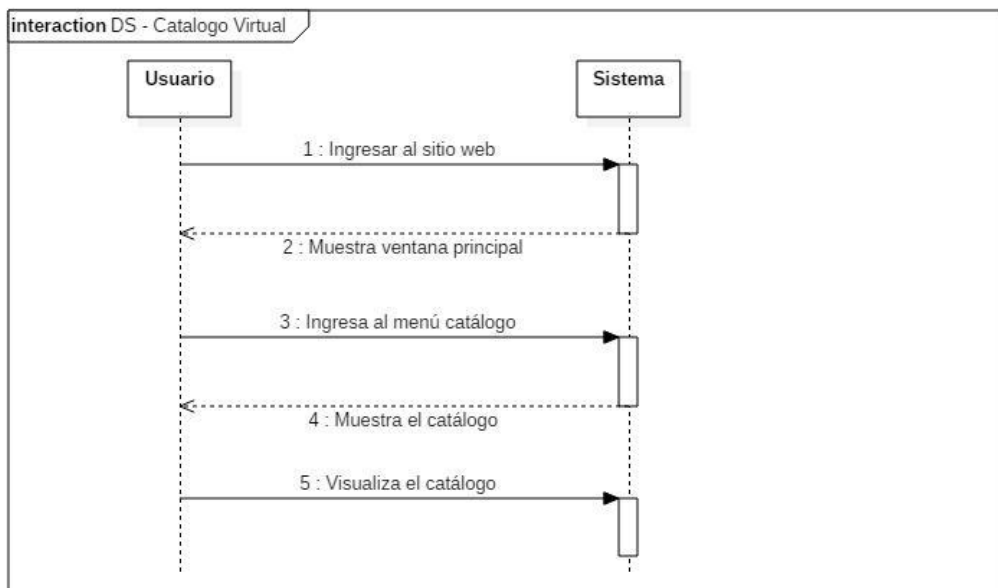 interaction DS - Catalogo Virtual
Usuario
Sistema
1 : Ingresar al sitio web
2 : Muestra ventana principal
3 : Ingresa al menú catálogo
4 : Muestra el catálogo
5 : Visualiza el catálogo